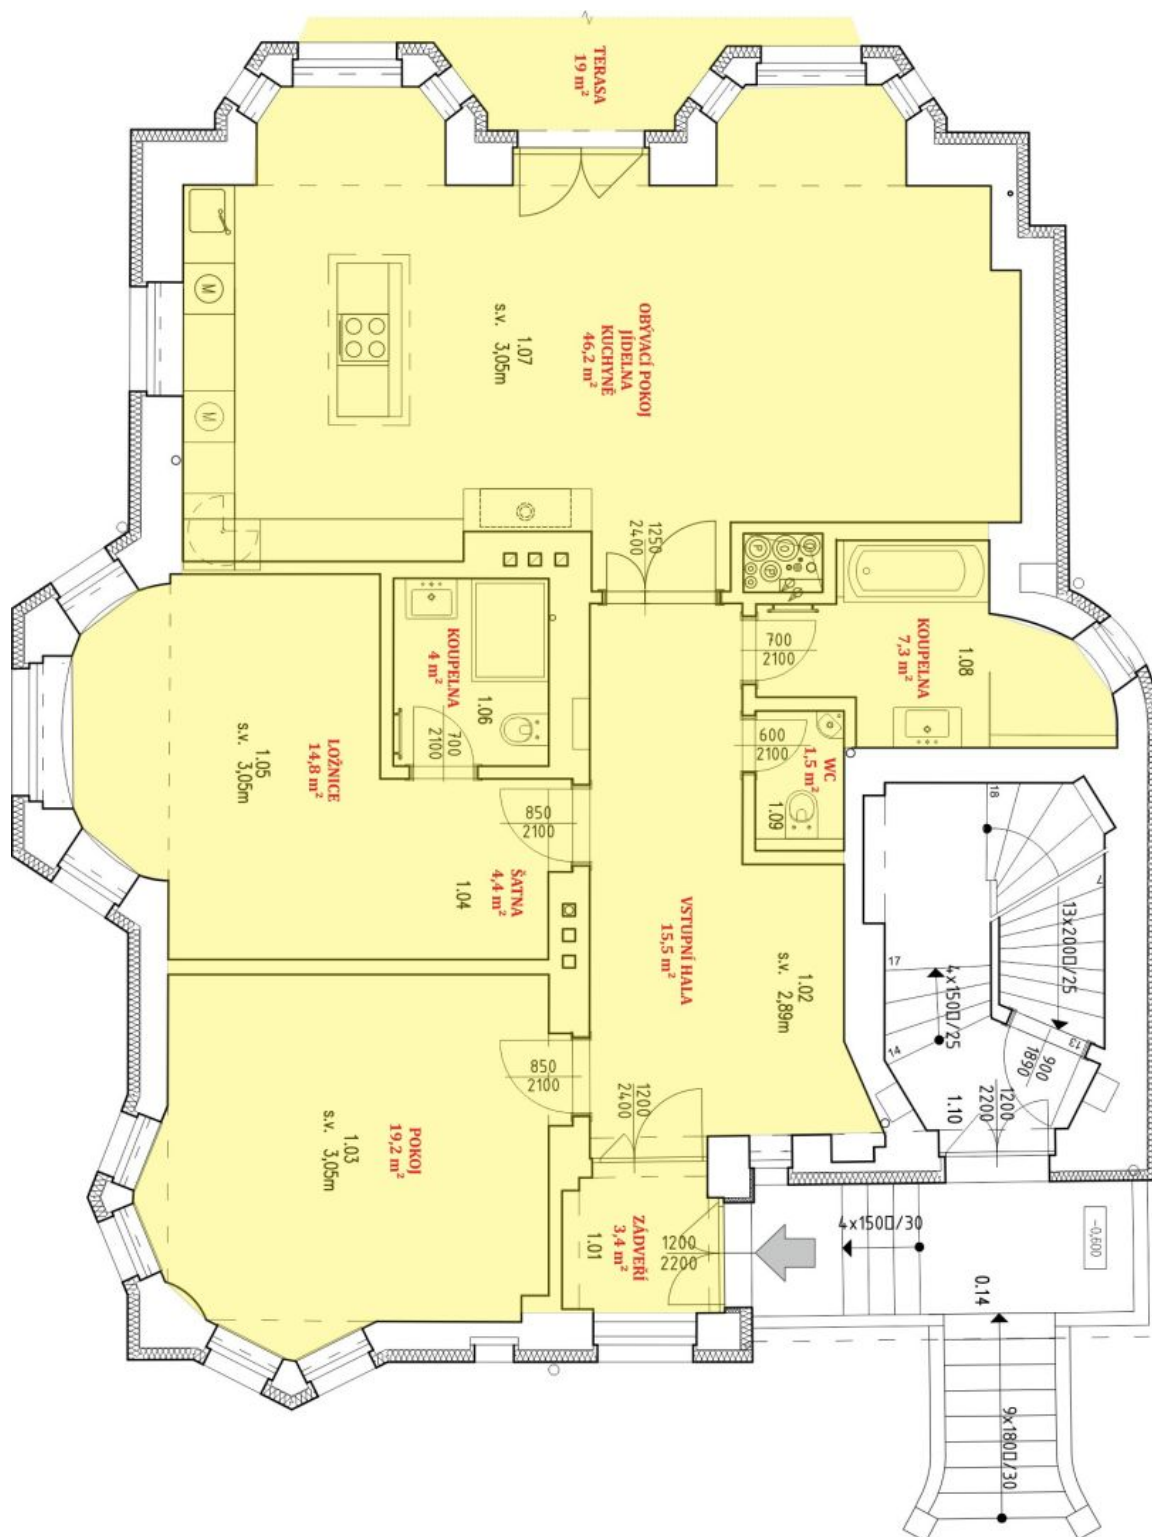 TERASA
19 m²
OBÝVACÍ POKOJ
JÍDELNA
KUCHYNĚ
46,2 m²
1.07
s.v. 3,05m
M
M
1250
2400
P
P
700
2100
KOUPELNA
7,3 m²
1.08
KOUPELNA
4 m²
1.06
700
2100
600
2100
WC
1,5 m²
1.09
LOŽNICE
14,8 m²
1.05
s.v. 3,05m
850
2100
ŠATNA
4,4 m²
1.04
VSTUPNÍ HALA
15,5 m²
1.02
s.v. 2,89m
18
7
13x200□/25
17
4x150□/25
14
13
900
1890
1.10
1200
2200
850
2100
1200
2400
POKOJ
19,2 m²
1.03
s.v. 3,05m
ZÁDVEŘÍ
3,4 m²
1.01
1200
2200
4x150□/30
-0,600
0.14
9x180□/30